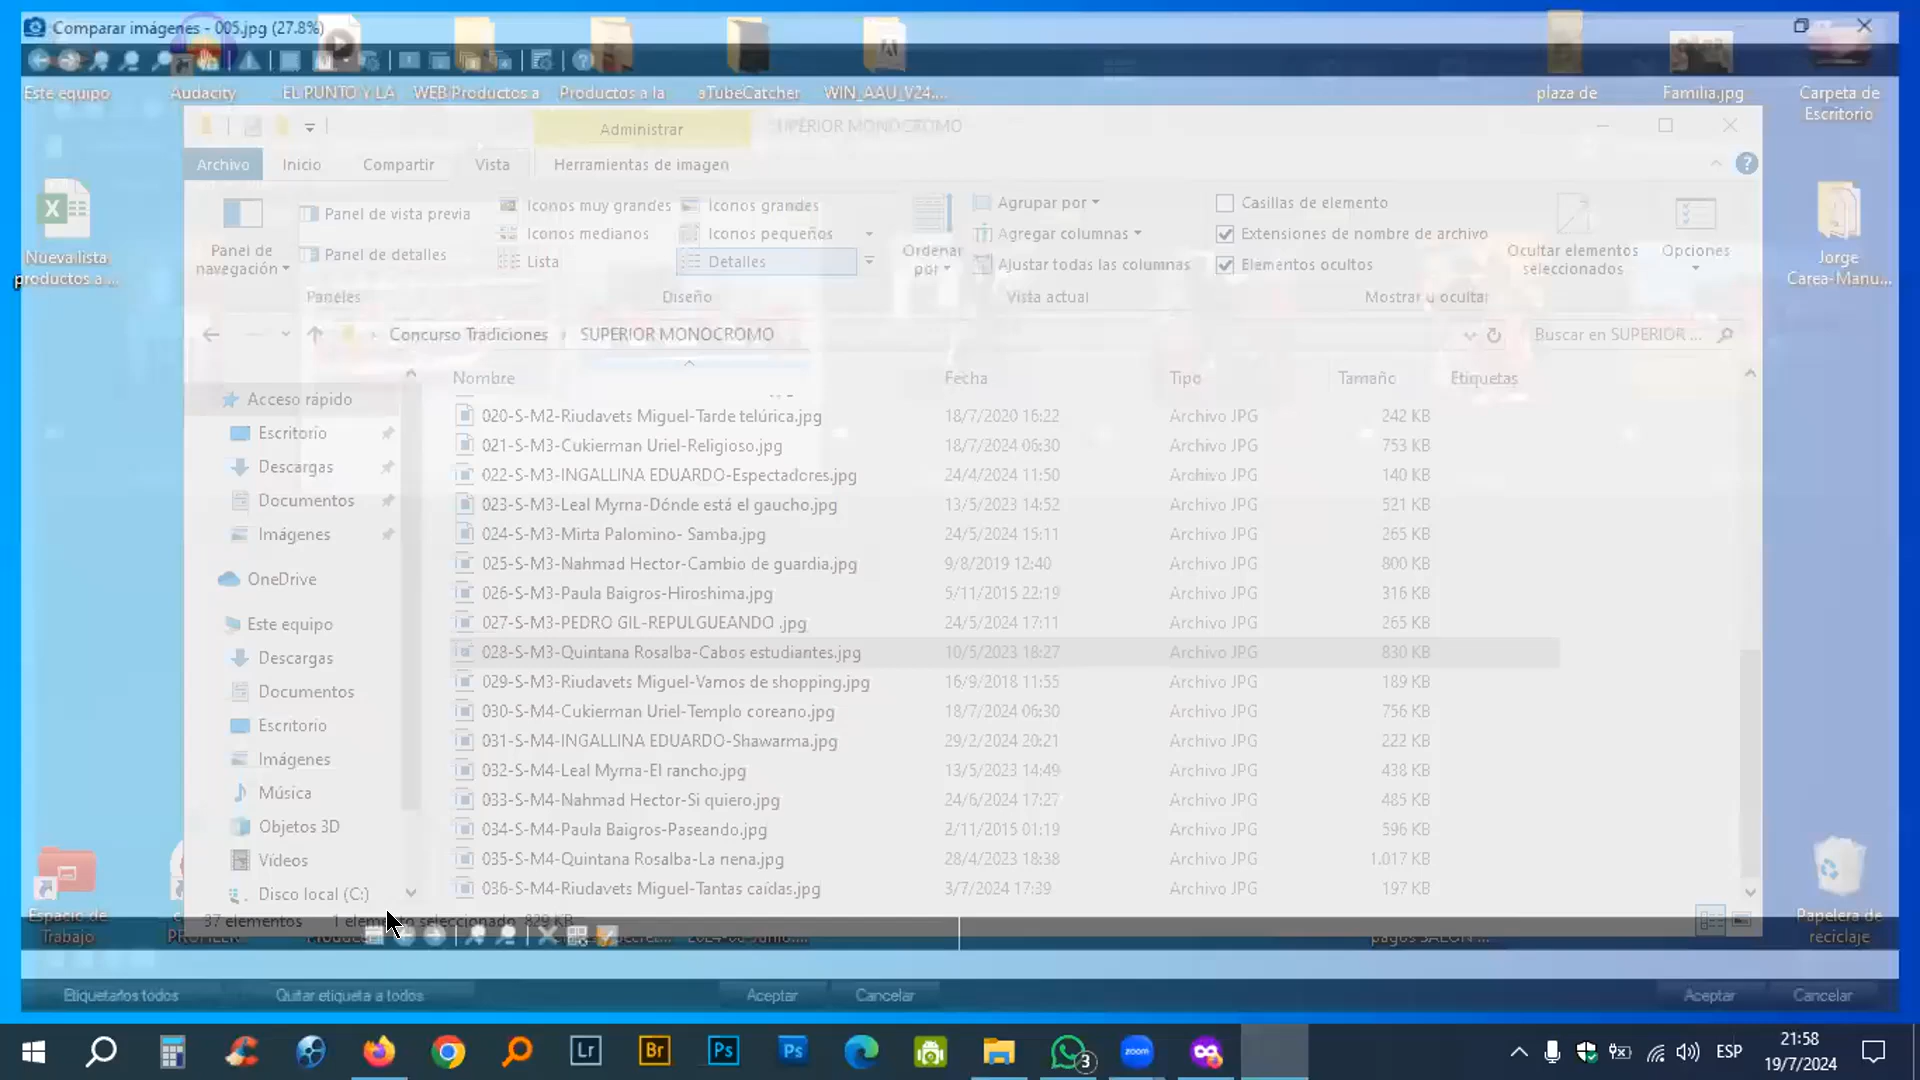 Comparar imágenes - 005.jpg (27.8%)
Este equipo
Audacity
EL PUNTO Y LA
WEB Productos a
Productos a la
aTubeCatcher
WIN_AAU_V24....
plaza de
Familia.jpg
Carpeta de
Escritorio
Administrar
SUPERIOR MONOCROMO
Archivo
Inicio
Compartir
Vista
Herramientas de imagen
Panel de
navegación
Panel de vista previa
Panel de detalles
Paneles
Iconos muy grandes
Iconos grandes
Iconos medianos
Iconos pequeños
Lista
Detalles
Diseño
Ordenar
por
Agrupar por
Agregar columnas
Ajustar todas las columnas
Vista actual
Casillas de elemento
Extensiones de nombre de archivo
Elementos ocultos
Mostrar u ocultar
Ocultar elementos
seleccionados
Opciones
Nueva lista
productos a ...
Jorge
Carea-Manu...
Concurso Tradiciones
SUPERIOR MONOCROMO
Buscar en SUPERIOR ...
Nombre
Fecha
Tipo
Tamaño
Etiquetas
Acceso rápido
Escritorio
Descargas
Documentos
Imágenes
OneDrive
Este equipo
Descargas
Documentos
Escritorio
Imágenes
Música
Objetos 3D
Vídeos
Disco local (C:)
020-S-M2-Riudavets Miguel-Tarde telúrica.jpg 18/7/2020 16:22 Archivo JPG 242 KB
021-S-M3-Cukierman Uriel-Religioso.jpg 18/7/2024 06:30 Archivo JPG 753 KB
022-S-M3-INGALLINA EDUARDO-Espectadores.jpg 24/4/2024 11:50 Archivo JPG 140 KB
023-S-M3-Leal Myrna-Dónde está el gaucho.jpg 13/5/2023 14:52 Archivo JPG 521 KB
024-S-M3-Mirta Palomino- Samba.jpg 24/5/2024 15:11 Archivo JPG 265 KB
025-S-M3-Nahmad Hector-Cambio de guardia.jpg 9/8/2019 12:40 Archivo JPG 800 KB
026-S-M3-Paula Baigros-Hiroshima.jpg 5/11/2015 22:19 Archivo JPG 316 KB
027-S-M3-PEDRO GIL-REPULGUEANDO .jpg 24/5/2024 17:11 Archivo JPG 265 KB
028-S-M3-Quintana Rosalba-Cabos estudiantes.jpg 10/5/2023 18:27 Archivo JPG 830 KB
029-S-M3-Riudavets Miguel-Vamos de shopping.jpg 16/9/2018 11:55 Archivo JPG 189 KB
030-S-M4-Cukierman Uriel-Templo coreano.jpg 18/7/2024 06:30 Archivo JPG 756 KB
031-S-M4-INGALLINA EDUARDO-Shawarma.jpg 29/2/2024 20:21 Archivo JPG 222 KB
032-S-M4-Leal Myrna-El rancho.jpg 13/5/2023 14:49 Archivo JPG 438 KB
033-S-M4-Nahmad Hector-Si quiero.jpg 24/6/2024 17:27 Archivo JPG 485 KB
034-S-M4-Paula Baigros-Paseando.jpg 2/11/2015 01:19 Archivo JPG 596 KB
035-S-M4-Quintana Rosalba-La nena.jpg 28/4/2023 18:38 Archivo JPG 1.017 KB
036-S-M4-Riudavets Miguel-Tantas caídas.jpg 3/7/2024 17:39 Archivo JPG 197 KB
37 elementos
1 elemento seleccionado 829 KB
Espacio de
Trabajo
Papelera de
reciclaje
pagos SALON ...
Etiquetarlos todos
Quitar etiqueta a todos
Aceptar
Cancelar
Aceptar
Cancelar
Lr
Br
Ps
Ps
3
zoom
ESP
21:58
19/7/2024